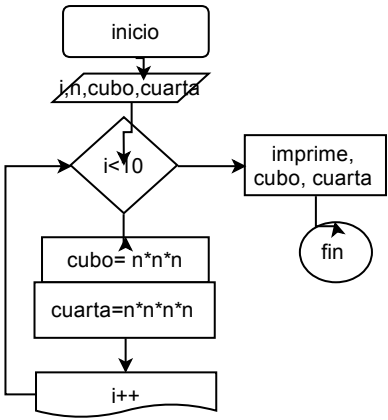 inicio
i,n,cubo,cuarta
i<10
imprime,
cubo, cuarta
cubo= n*n*n
fin
cuarta=n*n*n*n
i++